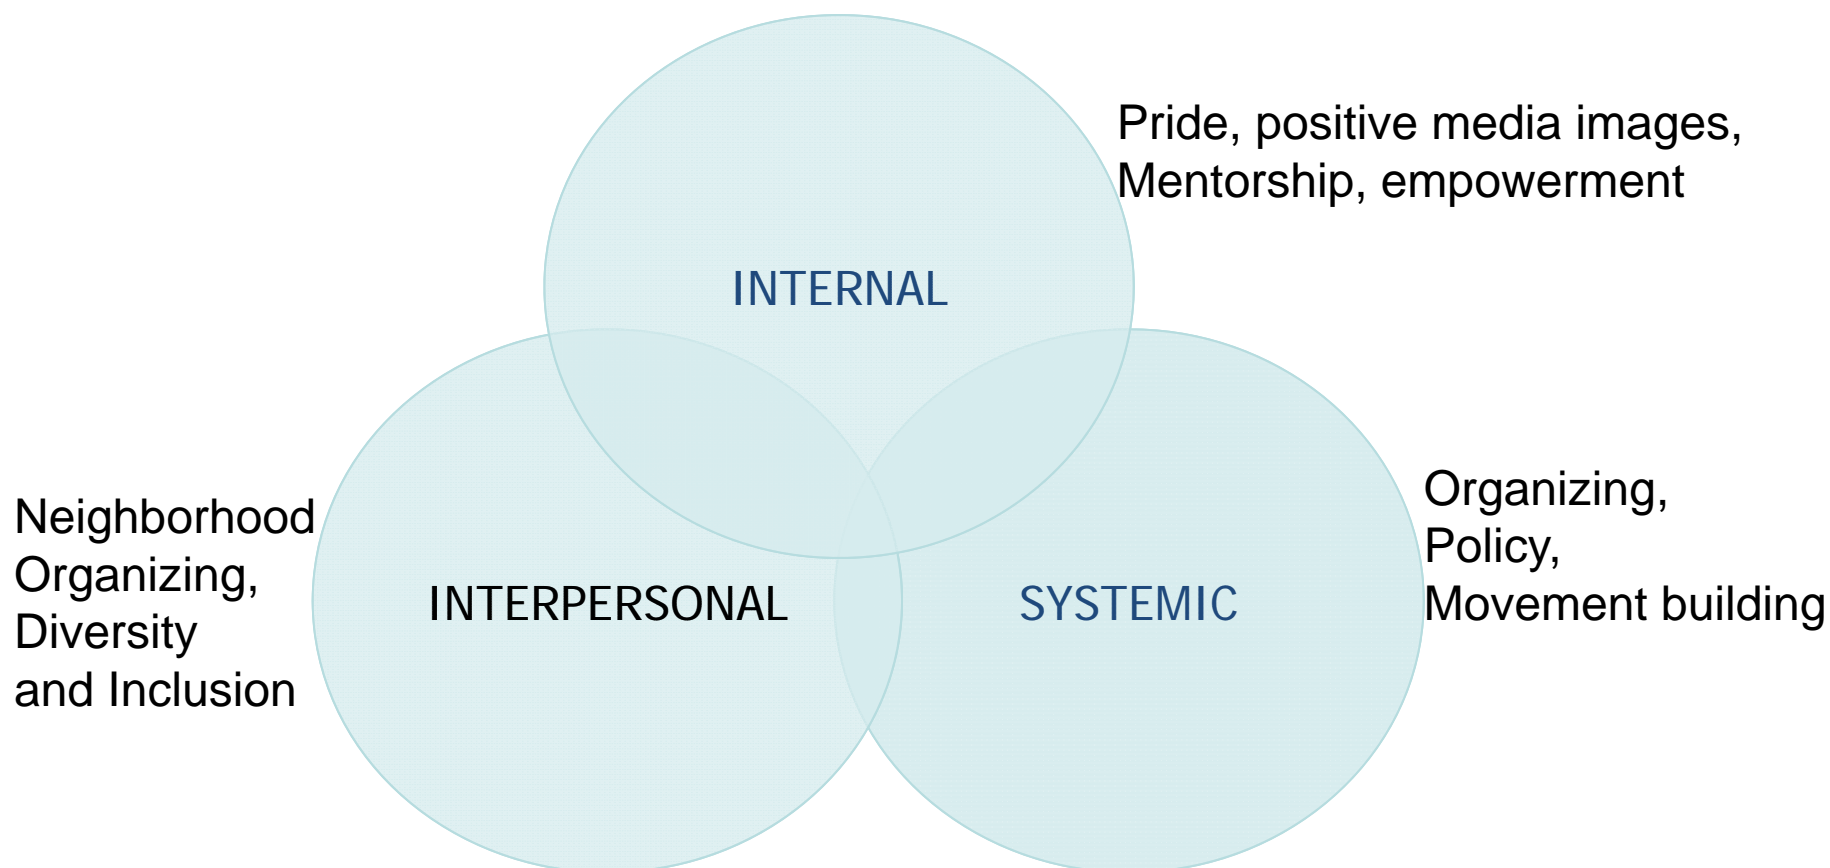 Pride, positive media images,
Mentorship, empowerment
INTERNAL
Neighborhood
Organizing,
Diversity
and Inclusion
INTERPERSONAL
SYSTEMIC
Organizing,
Policy,
Movement building